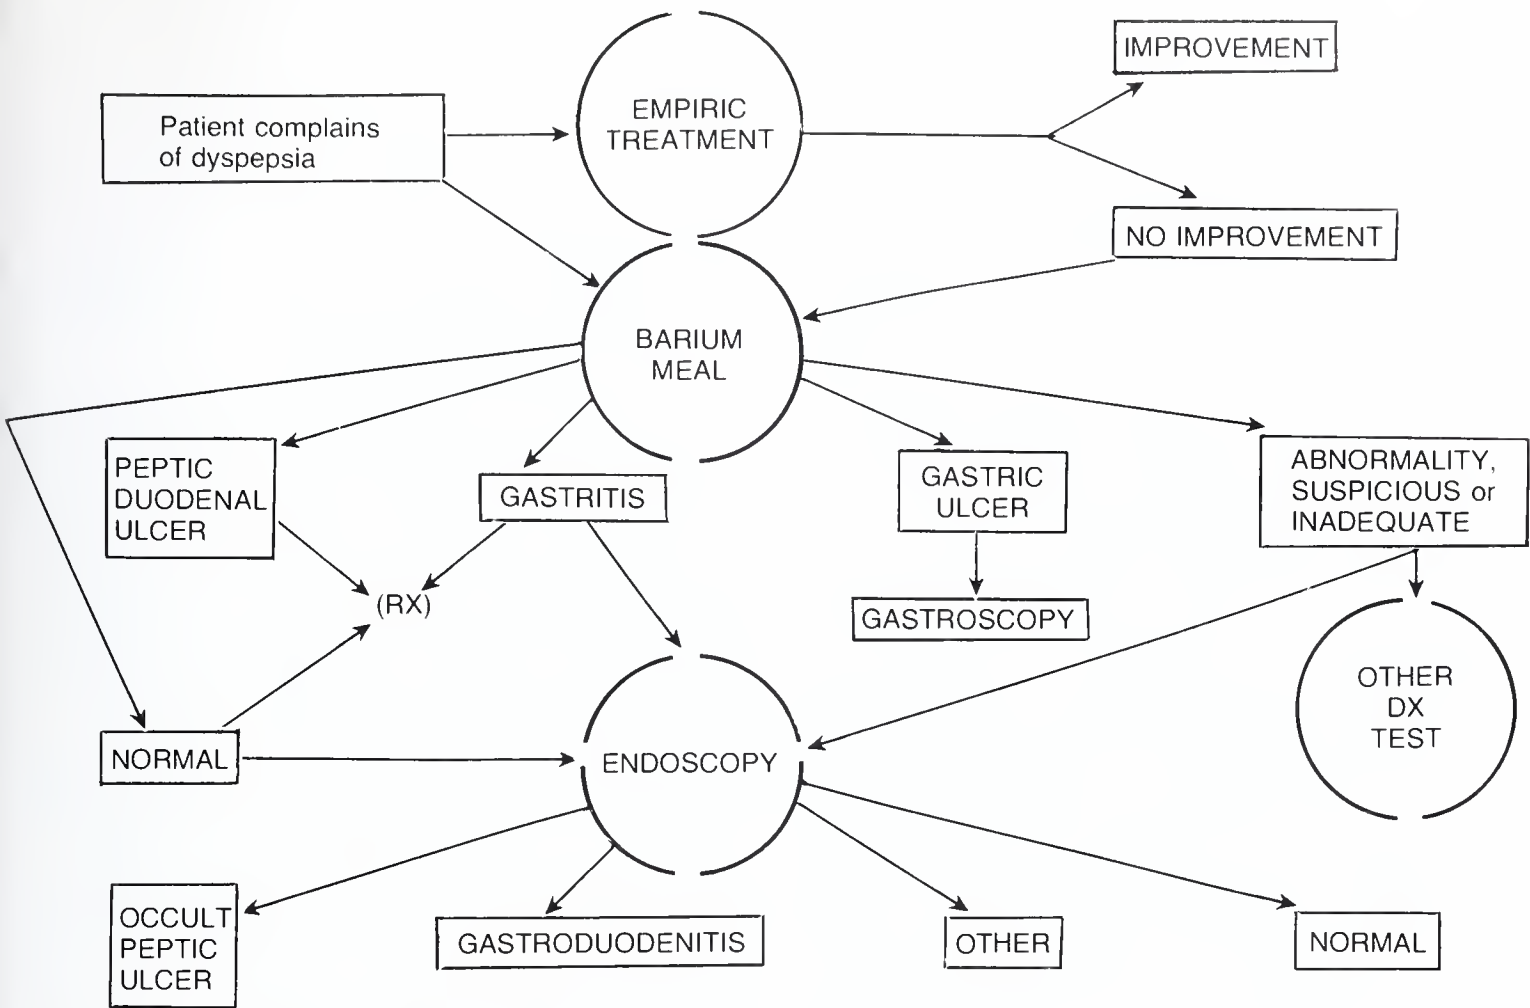 IMPROVEMENT
EMPIRIC
TREATMENT
Patient complains
of dyspepsia
NO IMPROVEMENT
BARIUM
MEAL
PEPTIC
DUODENAL
ULCER
GASTRITIS
GASTRIC
ULCER
ABNORMALITY,
SUSPICIOUS or
INADEQUATE
(RX)
GASTROSCOPY
OTHER
DX
TEST
NORMAL
ENDOSCOPY
OCCULT
PEPTIC
ULCER
GASTRODUODENITIS
OTHER
NORMAL